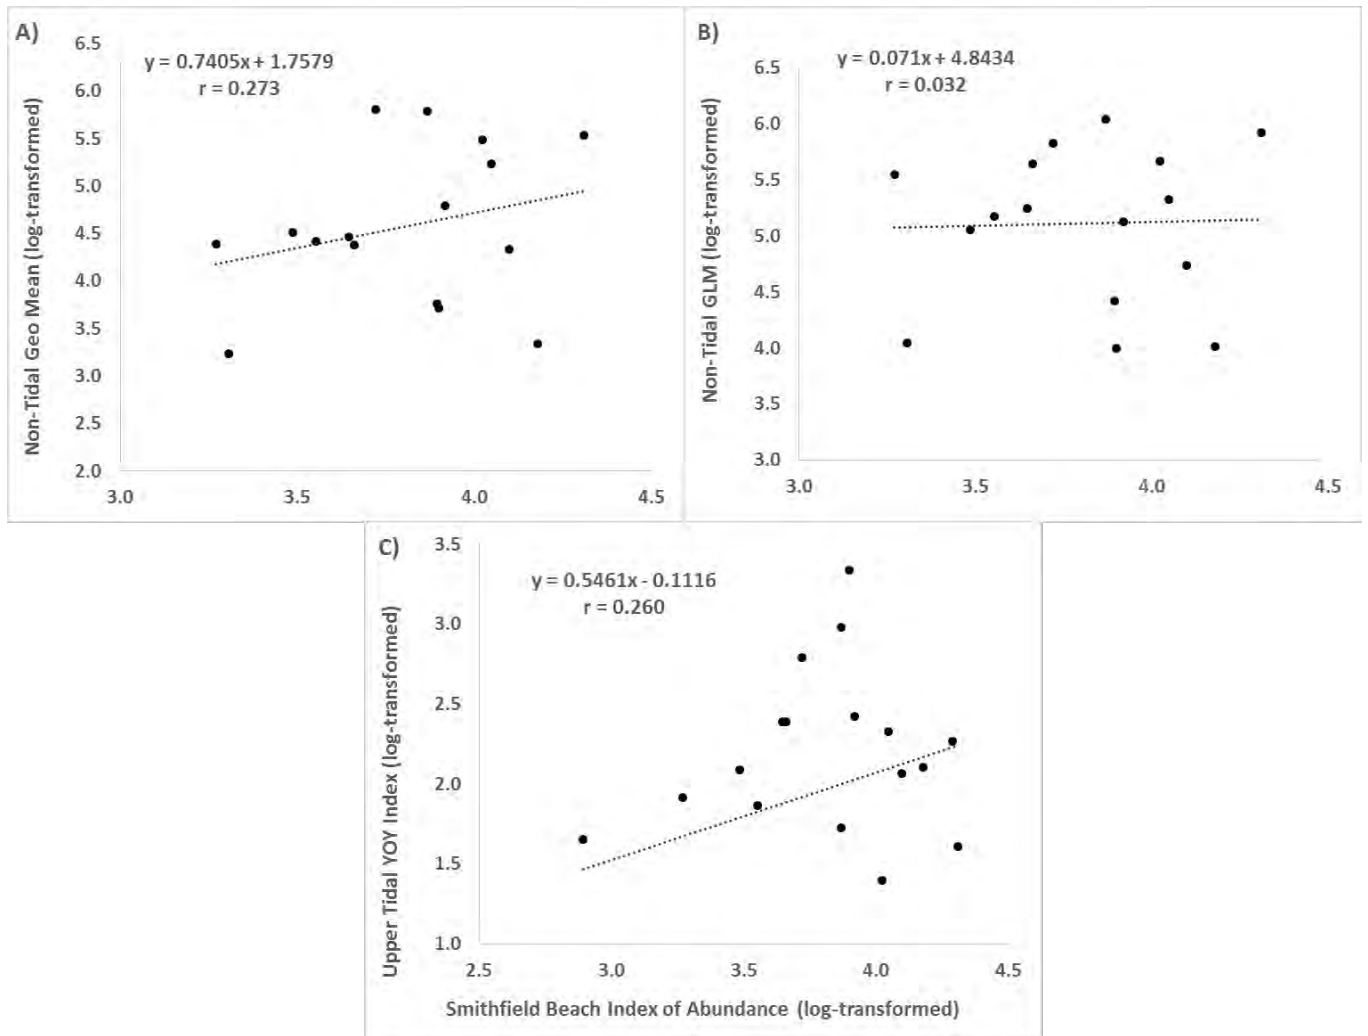 A)
y = 0.7405x + 1.7579
r = 0.273
Non-Tidal Geo Mean (log-transformed)
6.5
6.0
5.5
5.0
4.5
4.0
3.5
3.0
2.5
2.0
3.0 3.5 4.0 4.5
B)
y = 0.071x + 4.8434
r = 0.032
Non-Tidal GLM (log-transformed)
6.5
6.0
5.5
5.0
4.5
4.0
3.5
3.0
3.0 3.5 4.0 4.5
C)
y = 0.5461x - 0.1116
r = 0.260
Upper Tidal YOY Index (log-transformed)
3.5
3.0
2.5
2.0
1.5
1.0
2.5 3.0 3.5 4.0 4.5
Smithfield Beach Index of Abundance (log-transformed)